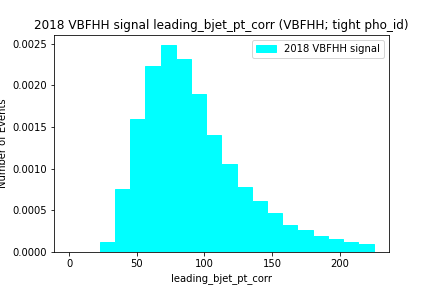 2018 VBFHH signal leading_bjet_pt_corr (VBFHH; tight pho_id)
2018 VBFHH signal
Number of Events
0.0025
0.0020
0.0015
0.0010
0.0005
0.0000
0 50 100 150 200
leading_bjet_pt_corr